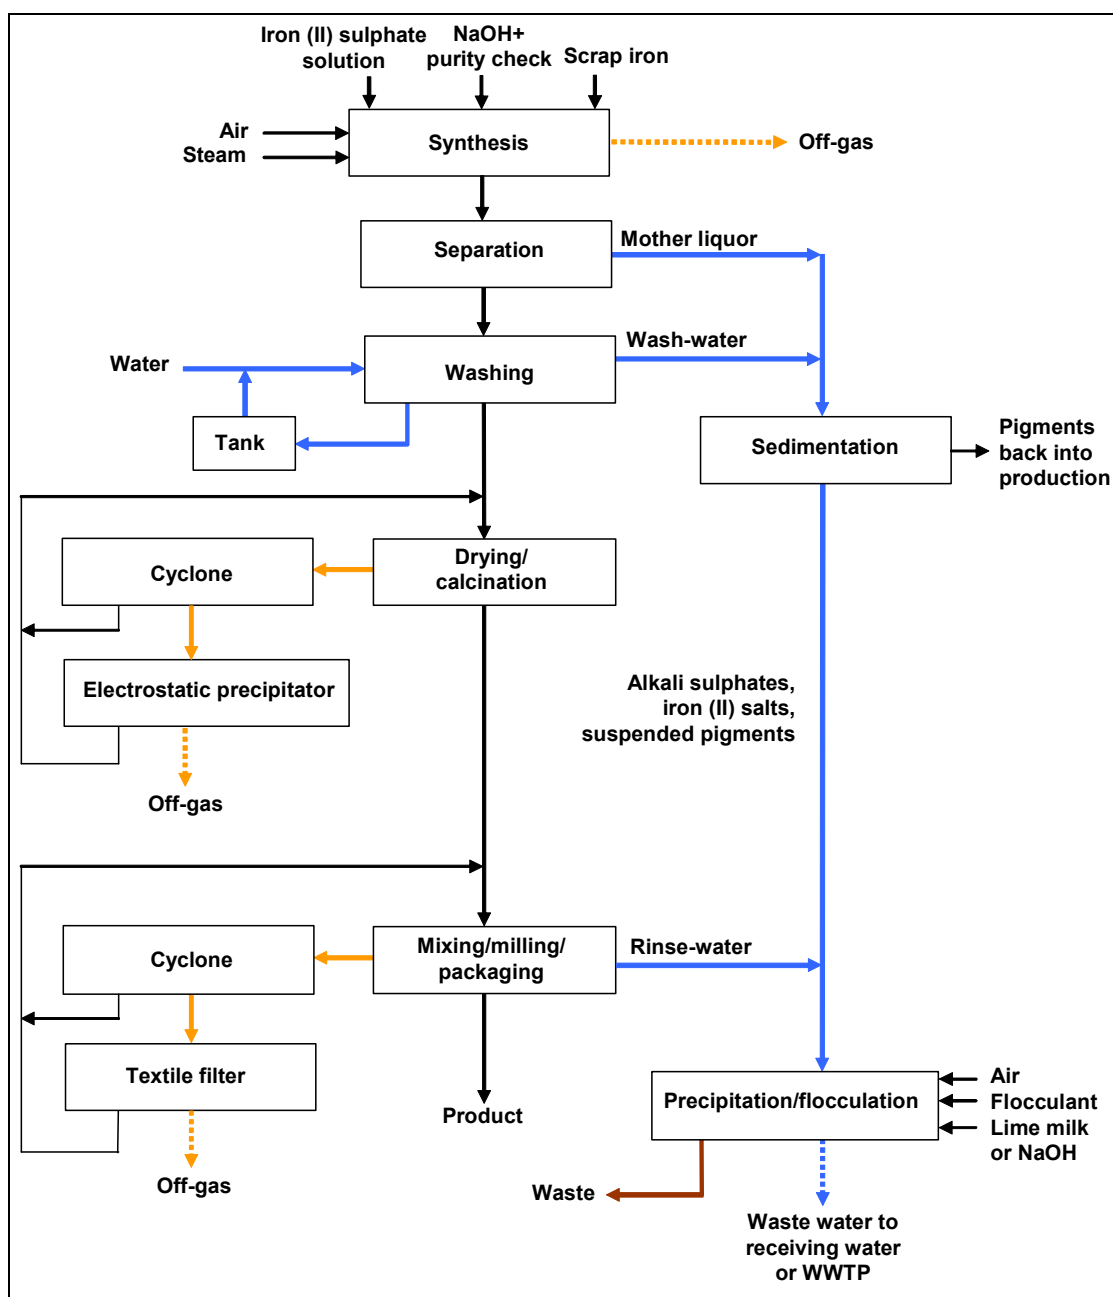 Iron (II) sulphate
solution
NaOH+
purity check
Scrap iron
Air
Steam
Synthesis
Off-gas
Separation
Mother liquor
Water
Washing
Wash-water
Tank
Sedimentation
Pigments
back into
production
Cyclone
Drying/
calcination
Electrostatic precipitator
Alkali sulphates,
iron (II) salts,
suspended pigments
Off-gas
Cyclone
Mixing/milling/
packaging
Rinse-water
Textile filter
Product
Precipitation/flocculation
Air
Flocculant
Lime milk
or NaOH
Off-gas
Waste
Waste water to
receiving water
or WWTP